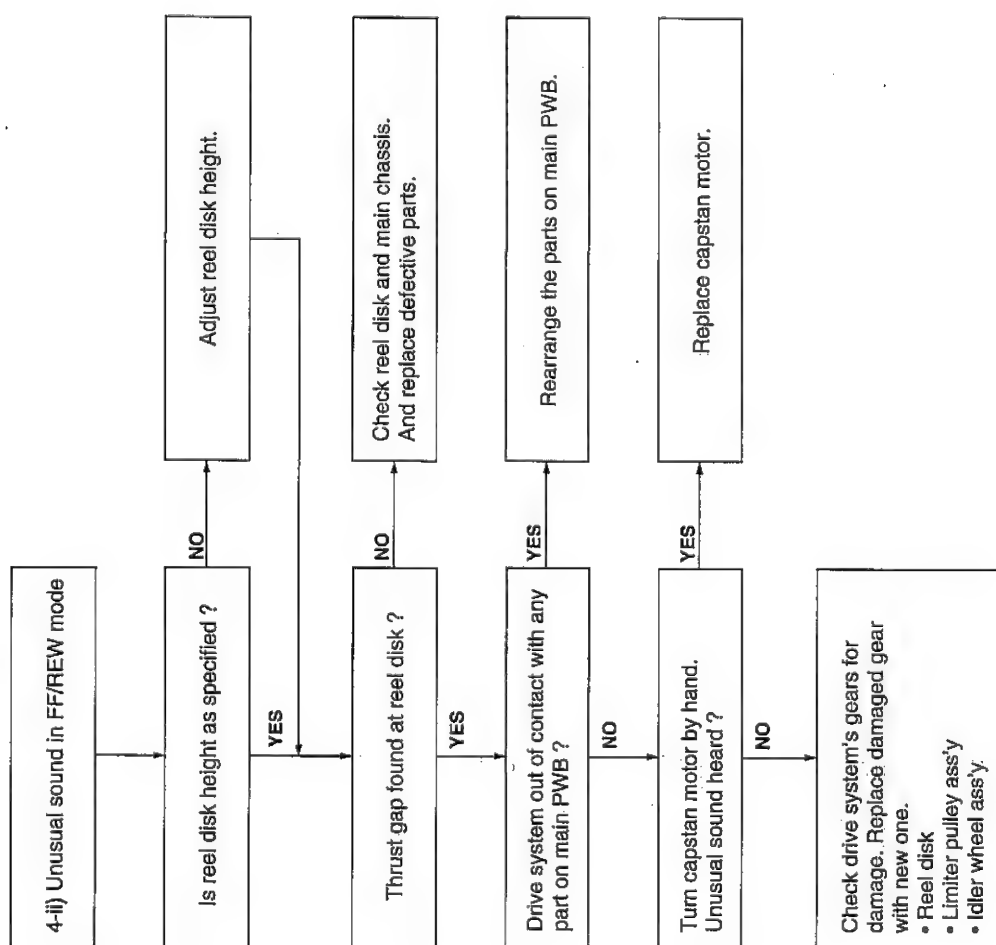 4-ii) Unusual sound in FF/REW mode
Is reel disk height as specified ?
NO
Adjust reel disk height.
YES
Thrust gap found at reel disk ?
NO
Check reel disk and main chassis.
And replace defective parts.
YES
Drive system out of contact with any
part on main PWB ?
YES
Rearrange the parts on main PWB.
NO
Turn capstan motor by hand.
Unusual sound heard ?
YES
Replace capstan motor.
NO
Check drive system's gears for
damage. Replace damaged gear
with new one.
• Reel disk
• Limiter pulley ass'y
• Idler wheel ass'y.